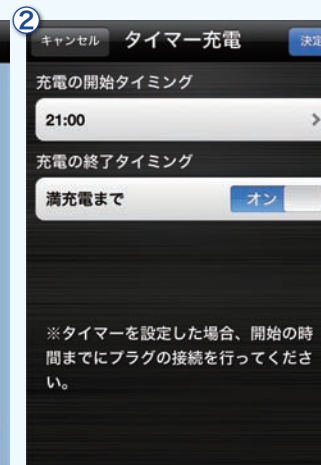 ②
キャンセル タイマー充電 決定
充電の開始タイミング
21:00
充電の終了タイミング
満充電まで オン
※タイマーを設定した場合、開始の時
間までにプラグの接続を行ってくださ
い。